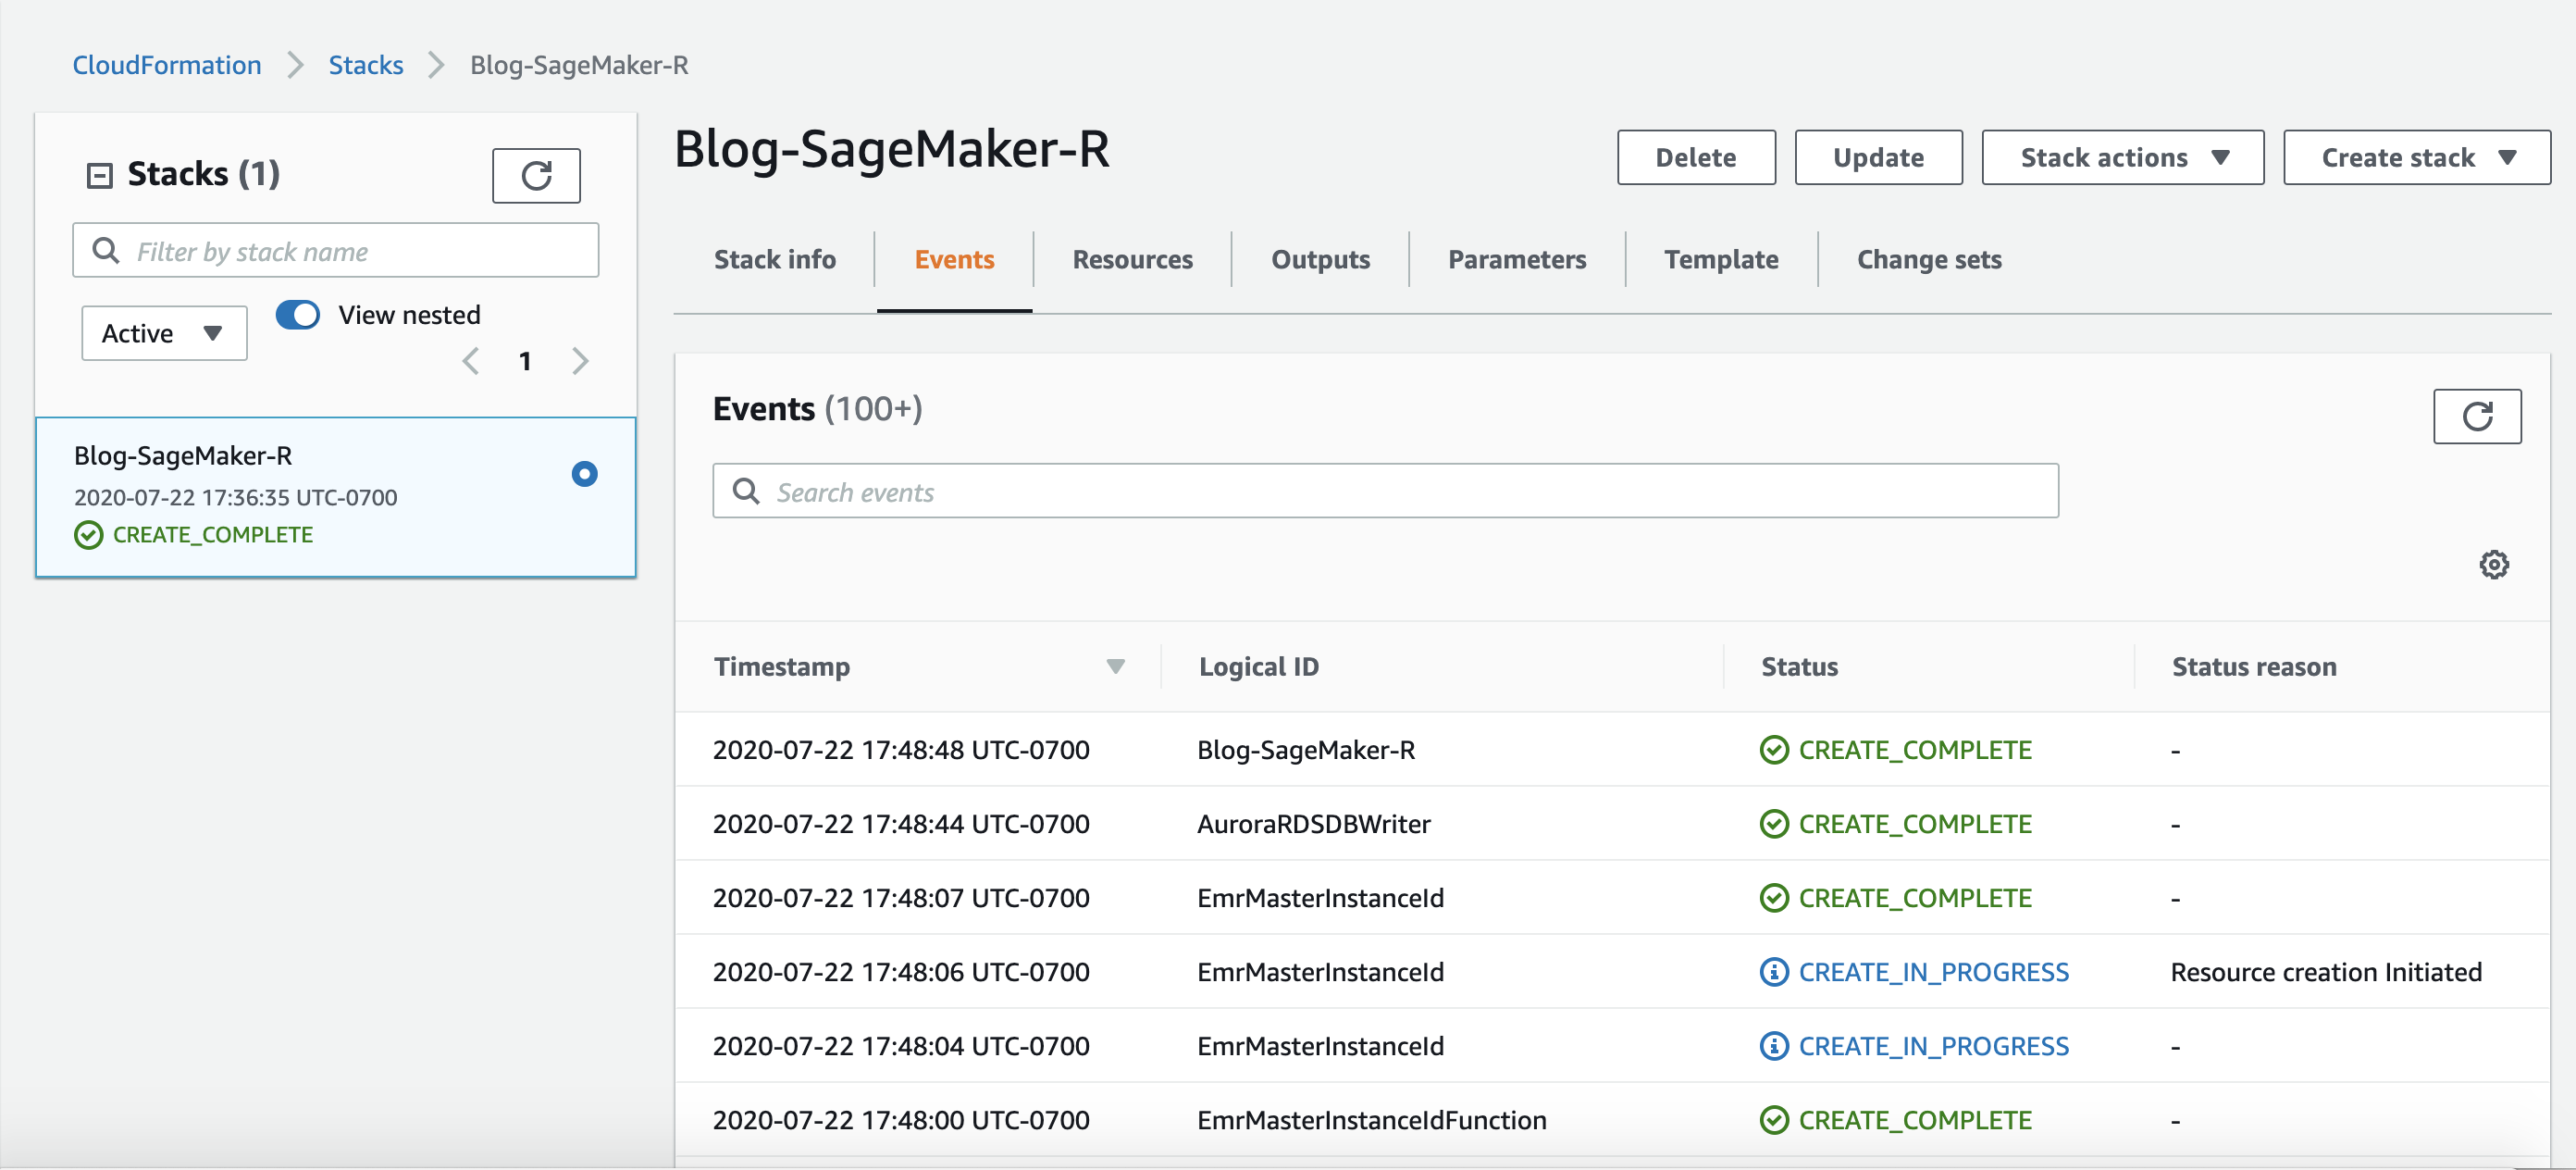 CloudFormation > Stacks > Blog-SageMaker-R
Stacks (1)
Filter by stack name
Active
View nested
1
Blog-SageMaker-R
2020-07-22 17:36:35 UTC-0700
CREATE_COMPLETE
Blog-SageMaker-R
Delete Update Stack actions Create stack
Stack info Events Resources Outputs Parameters Template Change sets
Events (100+)
Search events
Timestamp Logical ID Status Status reason
2020-07-22 17:48:48 UTC-0700 Blog-SageMaker-R CREATE_COMPLETE -
2020-07-22 17:48:44 UTC-0700 AuroraRDSDBWriter CREATE_COMPLETE -
2020-07-22 17:48:07 UTC-0700 EmrMasterInstanceId CREATE_COMPLETE -
2020-07-22 17:48:06 UTC-0700 EmrMasterInstanceId CREATE_IN_PROGRESS Resource creation Initiated
2020-07-22 17:48:04 UTC-0700 EmrMasterInstanceId CREATE_IN_PROGRESS -
2020-07-22 17:48:00 UTC-0700 EmrMasterInstanceIdFunction CREATE_COMPLETE -